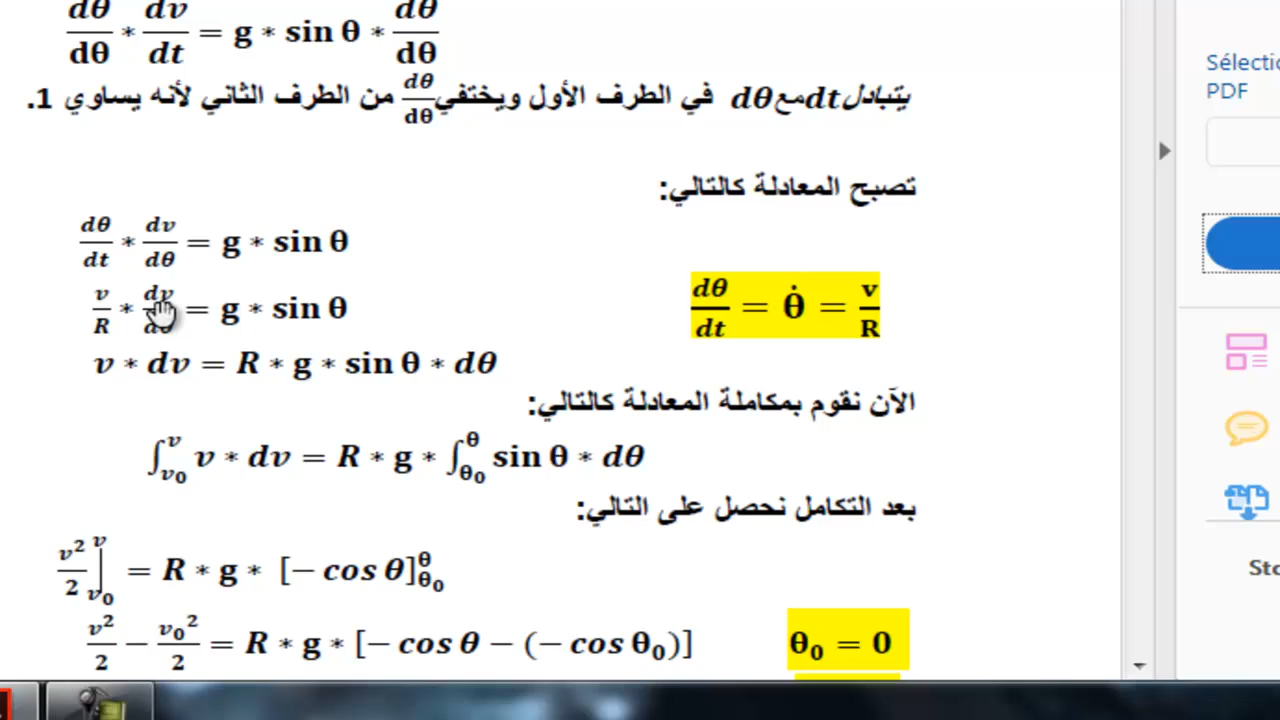 dθ/dθ * dv/dt = g * sin θ * dθ/dθ
يتبادل dt مع dθ في الطرف الأول ويختفي dθ/dθ من الطرف الثاني لأنه يساوي 1.
تصبح المعادلة كالتالي:
dθ/dt * dv/dθ = g * sin θ
v/R * dv/dθ = g * sin θ
dθ/dt = θ̇ = v/R
v * dv = R * g * sin θ * dθ
الآن نقوم بمكاملة المعادلة كالتالي:
∫_{v₀}^{v} v * dv = R * g * ∫_{θ₀}^{θ} sin θ * dθ
بعد التكامل نحصل على التالي:
v²/2]_{v₀}^{v} = R * g * [− cos θ]_{θ₀}^{θ}
v²/2 − v₀²/2 = R * g * [− cos θ − (− cos θ₀)]
θ₀ = 0
Sélecti
PDF
Sto